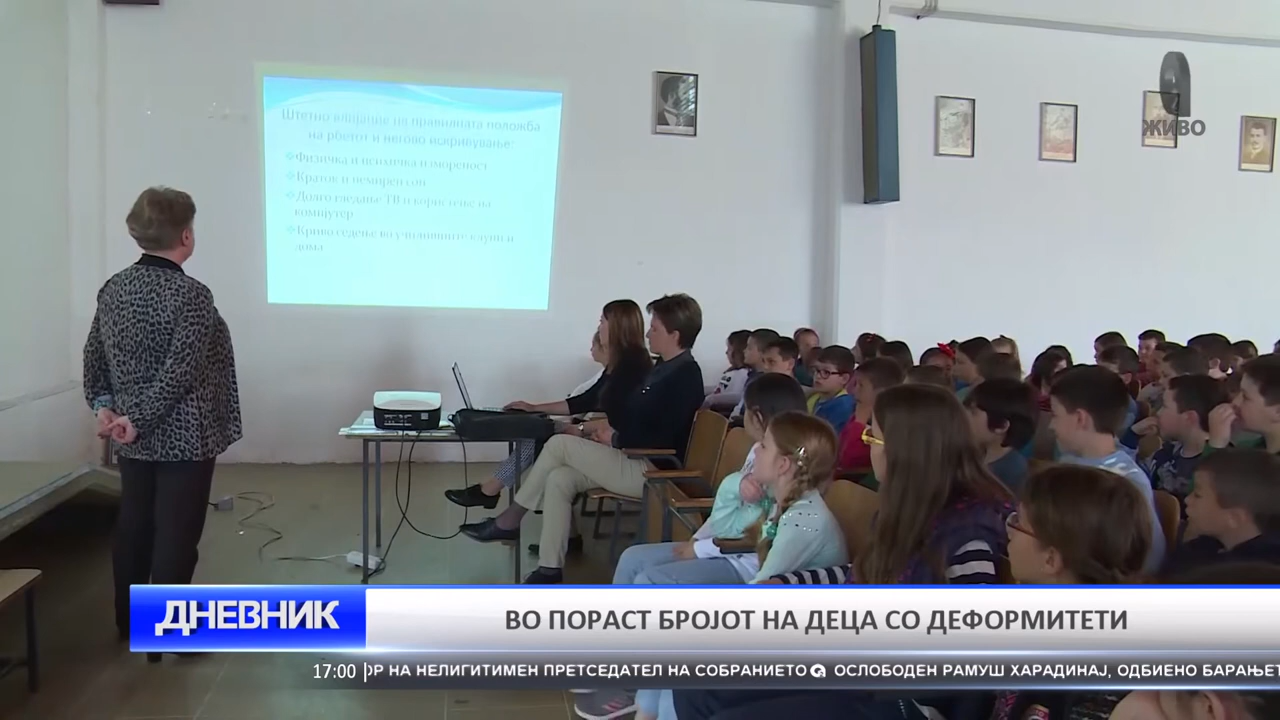 Штетно влијание на правилната положба
на рбетот и негово искривување:
Физичка и психичка измореност
Краток и немирен сон
Долго гледање ТВ и користење на
компјутер
Криво седење во училишните клупи и
дома
ЖИВО
ДНЕВНИК
ВО ПОРАСТ БРОЈОТ НА ДЕЦА СО ДЕФОРМИТЕТИ
17:00 ОР НА НЕЛИГИТИМЕН ПРЕТСЕДАТЕЛ НА СОБРАНИЕТО ОСЛОБОДЕН РАМУШ ХАРАДИНАЈ, ОДБИЕНО БАРАЊЕТ